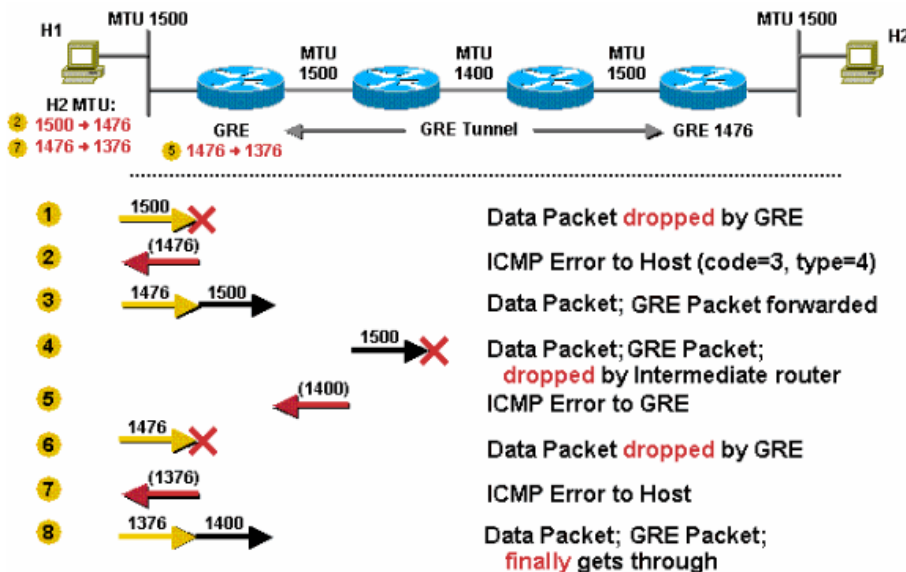 MTU 1500
MTU 1500
H1
H2
MTU
1500
MTU
1400
MTU
1500
H2 MTU:
2 1500 → 1476
7 1476 → 1376
GRE
5 1476 → 1376
GRE Tunnel
GRE 1476
1 1500 Data Packet dropped by GRE
2 (1476) ICMP Error to Host (code=3, type=4)
3 1476 1500 Data Packet; GRE Packet forwarded
4 1500 Data Packet; GRE Packet;
dropped by Intermediate router
5 (1400) ICMP Error to GRE
6 1476 Data Packet dropped by GRE
7 (1376) ICMP Error to Host
8 1376 1400 Data Packet; GRE Packet;
finally gets through